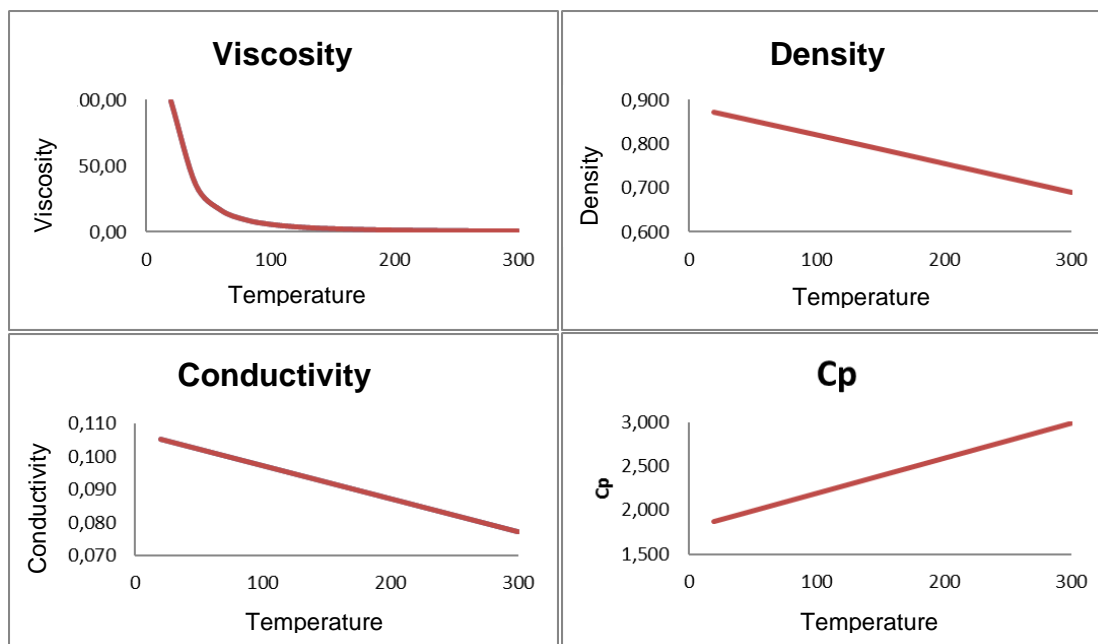 Viscosity
00,00
50,00
0,00
Viscosity
0 100 200 300
Temperature
Density
0,900
0,800
0,700
0,600
Density
0 100 200 300
Temperature
Conductivity
0,110
0,100
0,090
0,080
0,070
Conductivity
0 100 200 300
Temperature
Cp
3,000
2,500
2,000
1,500
Cp
0 100 200 300
Temperature